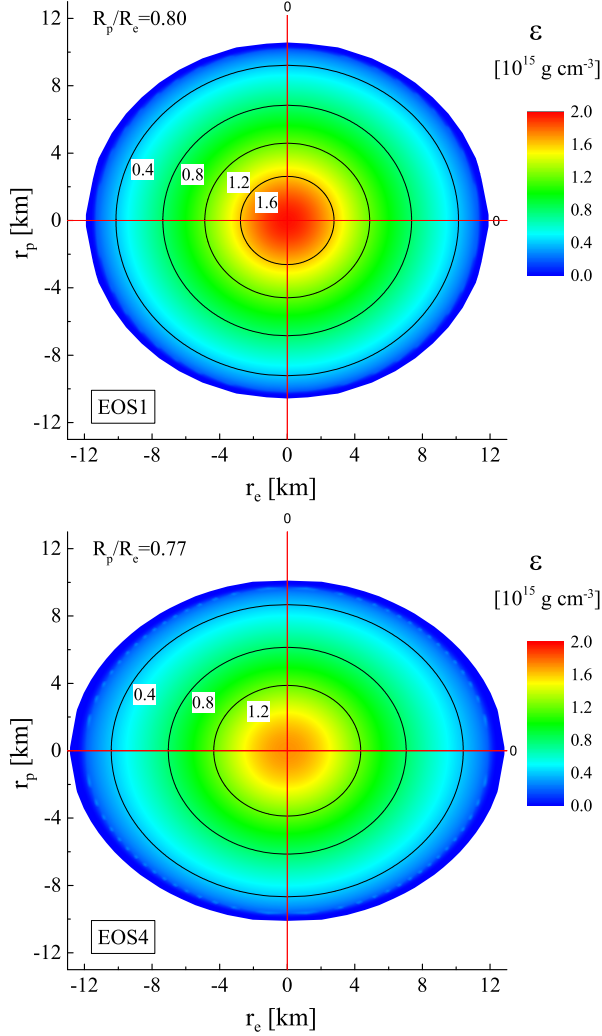 0
R_p/R_e=0.80
ε
[10^15 g cm^-3]
12
8
4
0
-4
-8
-12
r_p [km]
0.4
0.8
1.2
1.6
0
2.0
1.6
1.2
0.8
0.4
0.0
EOS1
-12 -8 -4 0 4 8 12
r_e [km]
0
R_p/R_e=0.77
ε
[10^15 g cm^-3]
12
8
4
0
-4
-8
-12
r_p [km]
0.4
0.8
1.2
0
2.0
1.6
1.2
0.8
0.4
0.0
EOS4
-12 -8 -4 0 4 8 12
r_e [km]